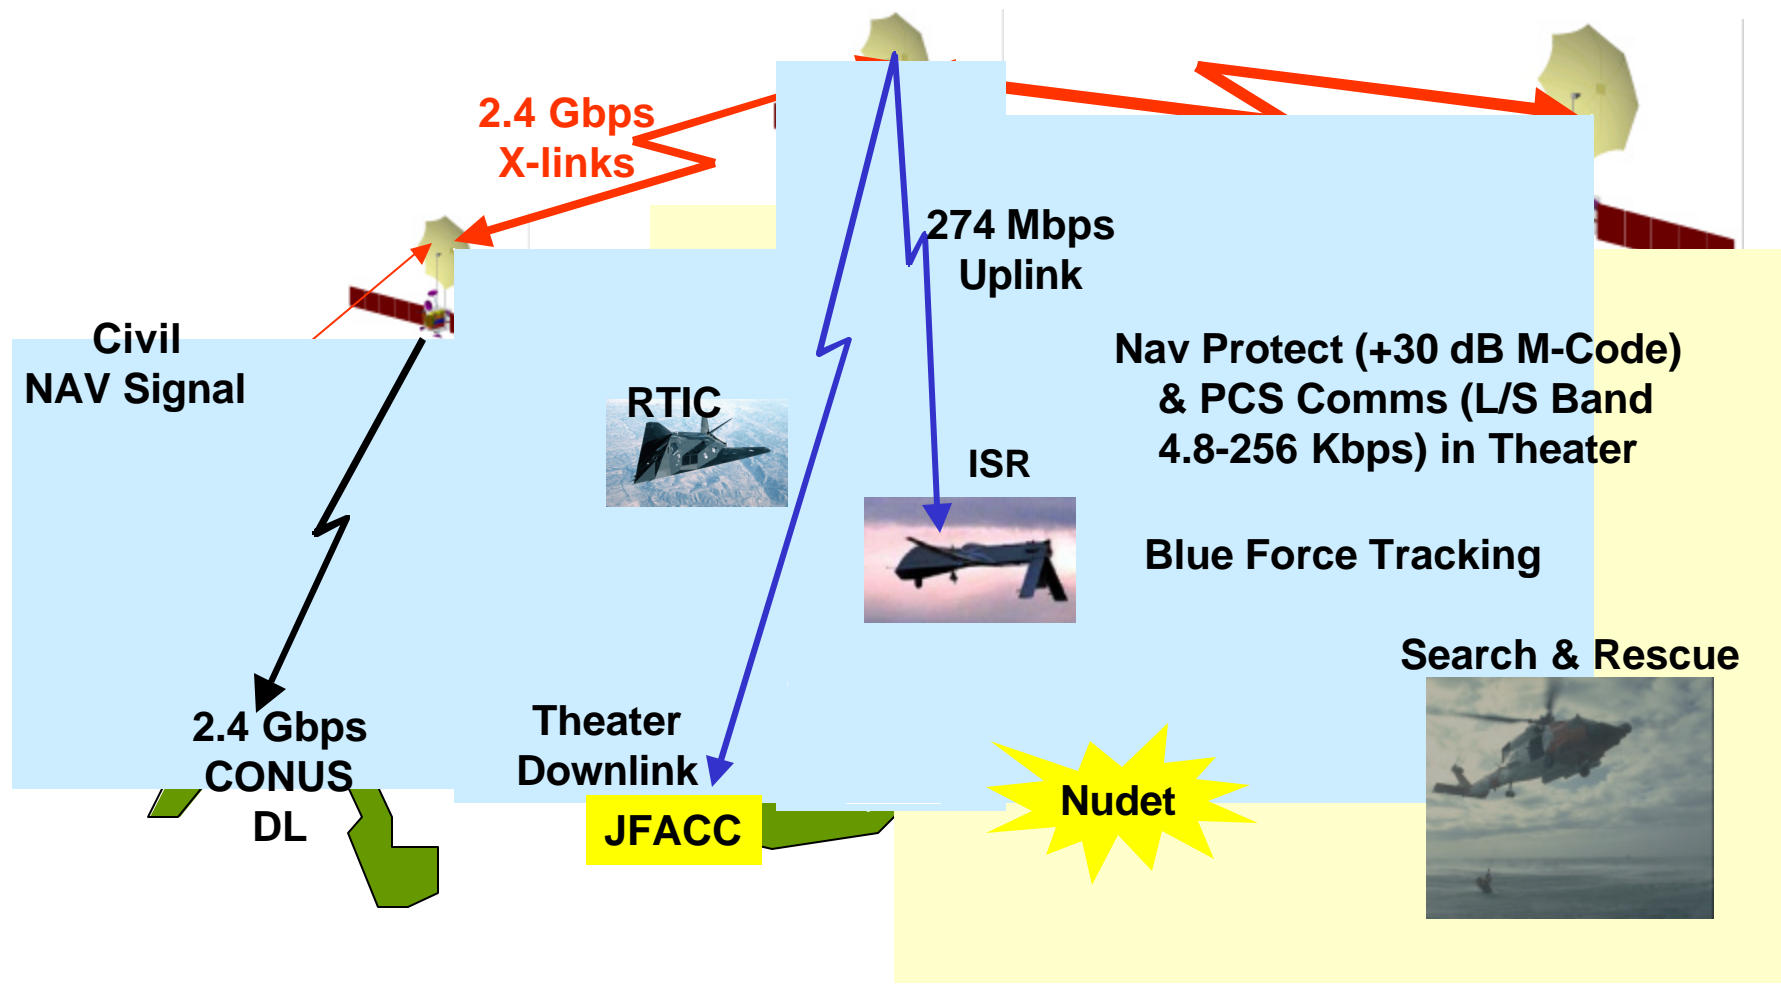 2.4 Gbps
X-links
274 Mbps
Uplink
Civil
NAV Signal
RTIC
ISR
Nav Protect (+30 dB M-Code)
& PCS Comms (L/S Band
4.8-256 Kbps) in Theater
Blue Force Tracking
Search & Rescue
2.4 Gbps
CONUS
DL
Theater
Downlink
JFACC
Nudet